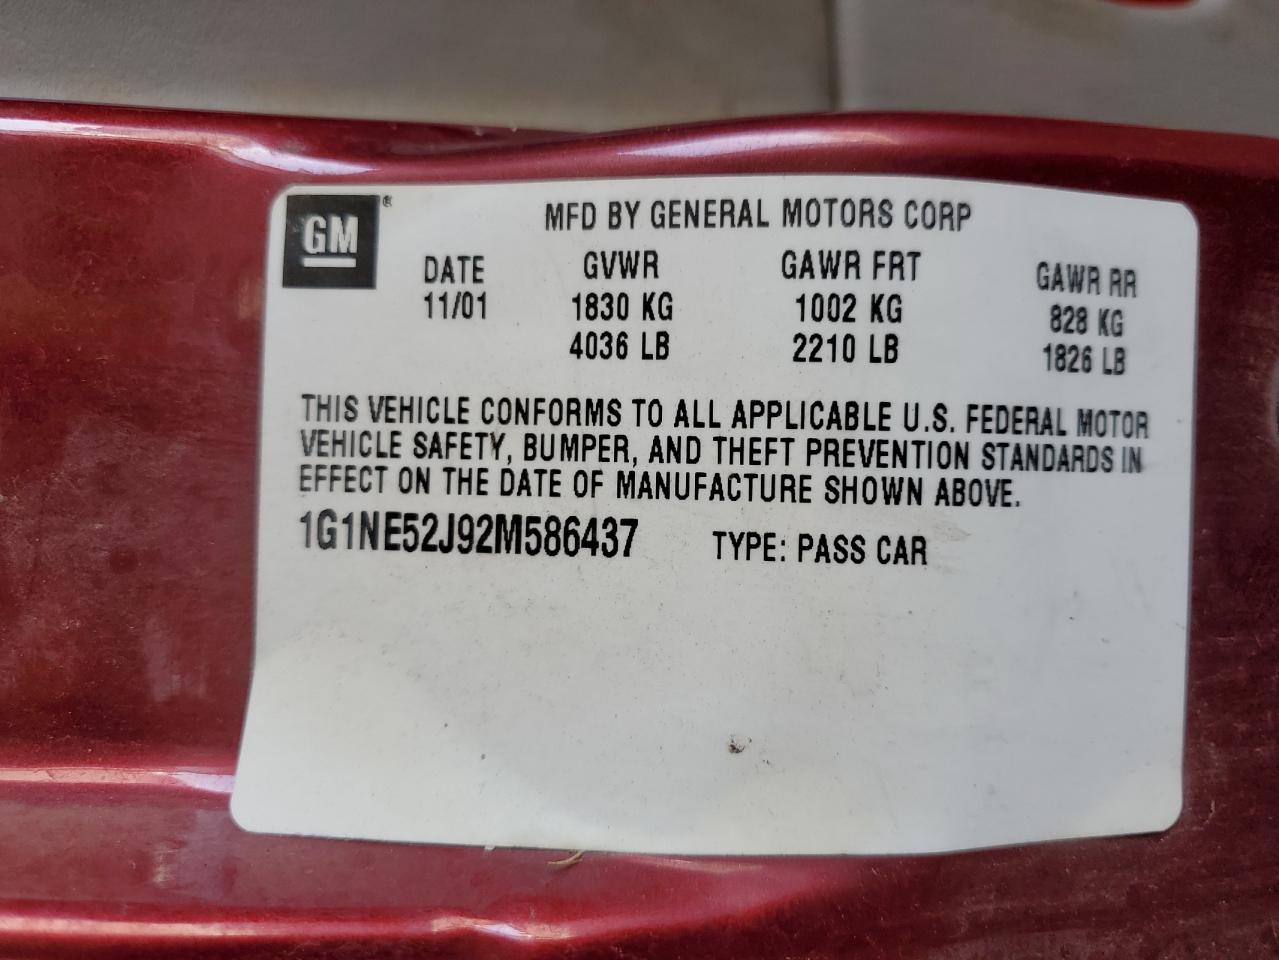 GM®
MFD BY GENERAL MOTORS CORP
DATE GVWR GAWR FRT GAWR RR
11/01 1830 KG 1002 KG 828 KG
4036 LB 2210 LB 1826 LB
THIS VEHICLE CONFORMS TO ALL APPLICABLE U.S. FEDERAL MOTOR
VEHICLE SAFETY, BUMPER, AND THEFT PREVENTION STANDARDS IN
EFFECT ON THE DATE OF MANUFACTURE SHOWN ABOVE.
1G1NE52J92M586437 TYPE: PASS CAR